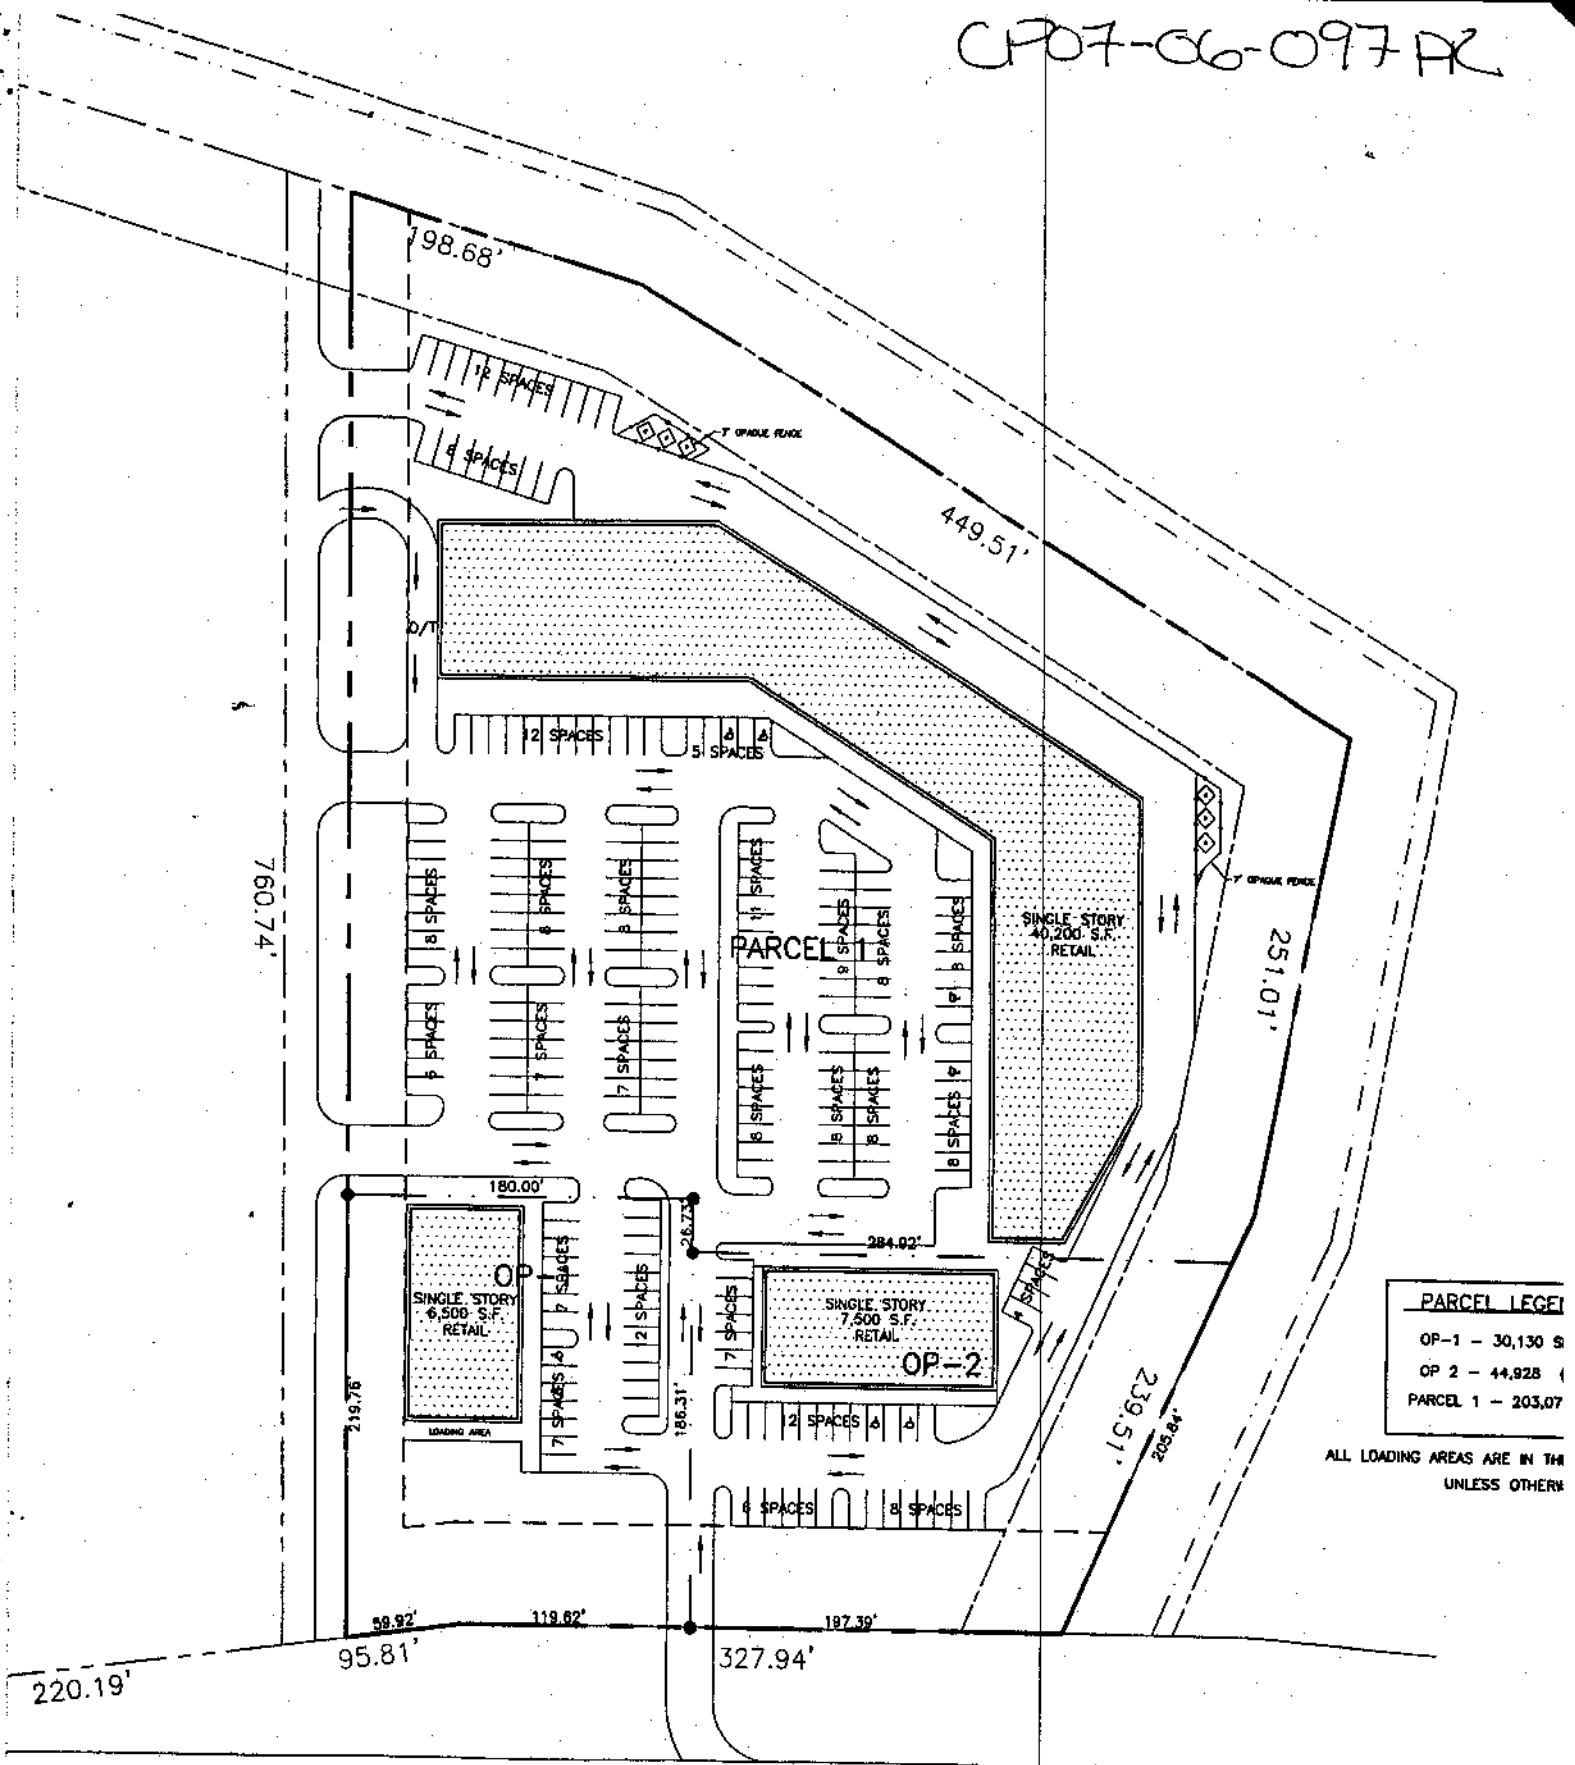 CP07-06-097 AR
198.68'
12 SPACES
7' OPAQUE FENCE
8 SPACES
449.51'
D/T
12 SPACES
5 SPACES
760.74'
8 SPACES
8 SPACES
8 SPACES
11 SPACES
9 SPACES
8 SPACES
8 SPACES
PARCEL 1
SINGLE STORY
40,200 S.F.
RETAIL
7' OPAQUE FENCE
251.01'
6 SPACES
7 SPACES
7 SPACES
8 SPACES
8 SPACES
8 SPACES
8 SPACES
180.00'
26.73'
284.02'
OP-
SINGLE STORY
6,500 S.F.
RETAIL
7 SPACES
12 SPACES
7 SPACES
SINGLE STORY
7,500 S.F.
RETAIL
OP-2
4 SPACES
219.76'
7 SPACES
186.31'
LOADING AREA
12 SPACES
239.51'
205.84'
6 SPACES
8 SPACES
PARCEL LEGE
OP-1 - 30,130 S
OP 2 - 44,928 (
PARCEL 1 - 203,07
ALL LOADING AREAS ARE IN TH
UNLESS OTHER
59.92'
119.62'
197.39'
95.81'
327.94'
220.19'